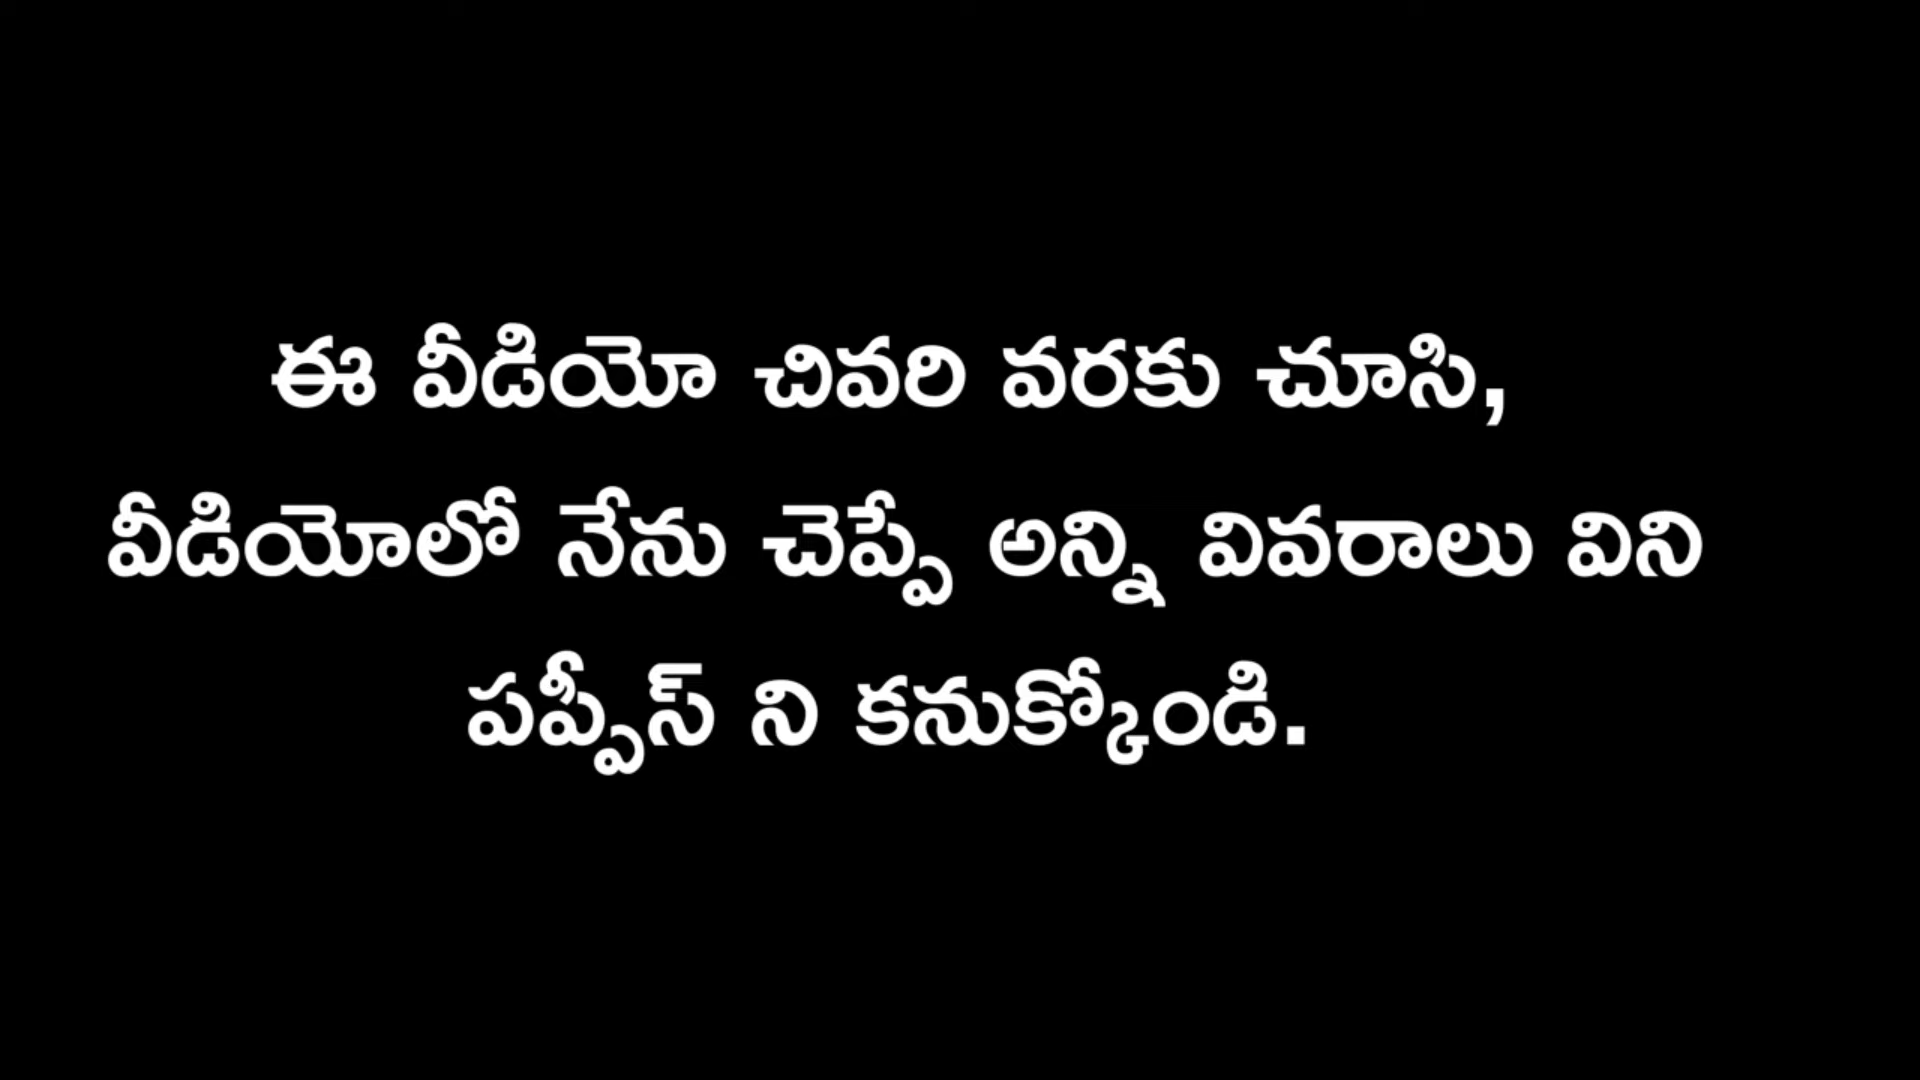 ఈ వీడియో చివరి వరకు చూసి,
వీడియోలో నేను చెప్పే అన్ని వివరాలు విని
పప్పీస్ ని కనుక్కోండి.